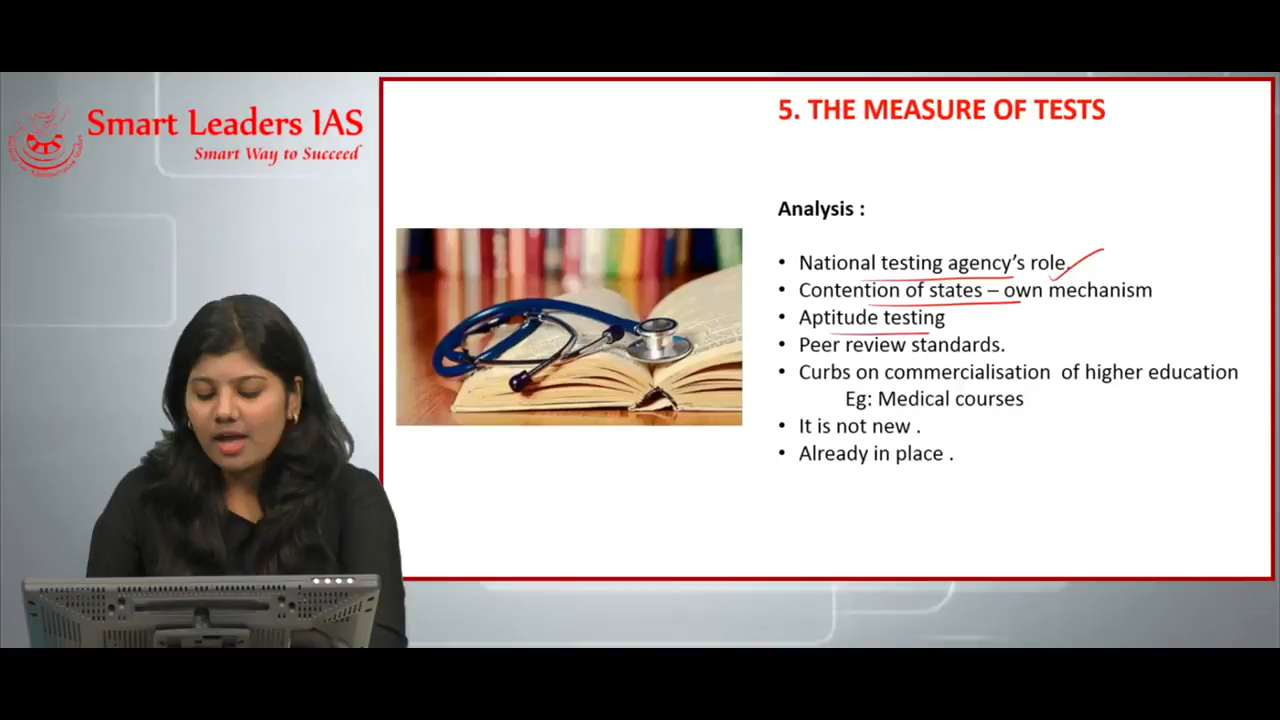 Smart Leaders IAS
Smart Way to Succeed
5. THE MEASURE OF TESTS
Analysis :
• National testing agency's role.
• Contention of states – own mechanism
• Aptitude testing
• Peer review standards.
• Curbs on commercialisation of higher education
Eg: Medical courses
• It is not new .
• Already in place .